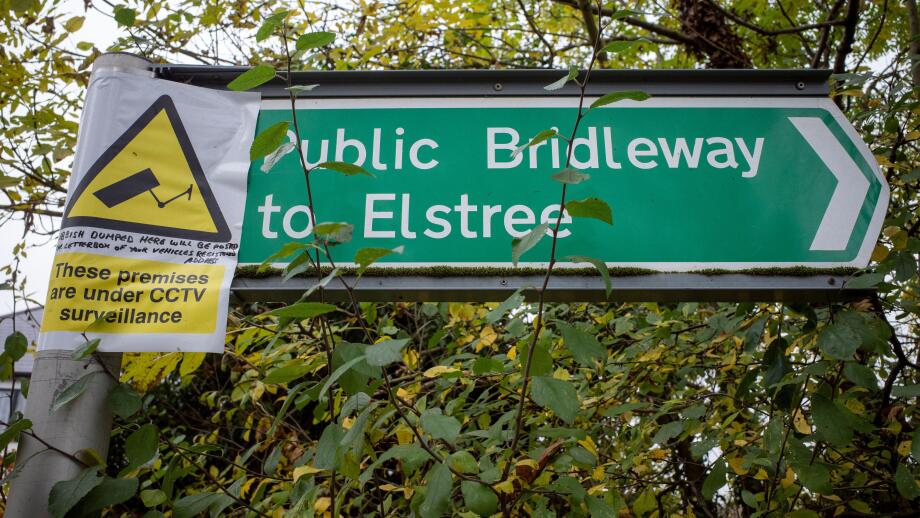 Public Bridleway
to Elstree
DUMPED HERE WILL BE POSTED
LETTERBOX OF YOUR VEHICLES REGISTERED
ADDRESS
These premises
are under CCTV
surveillance